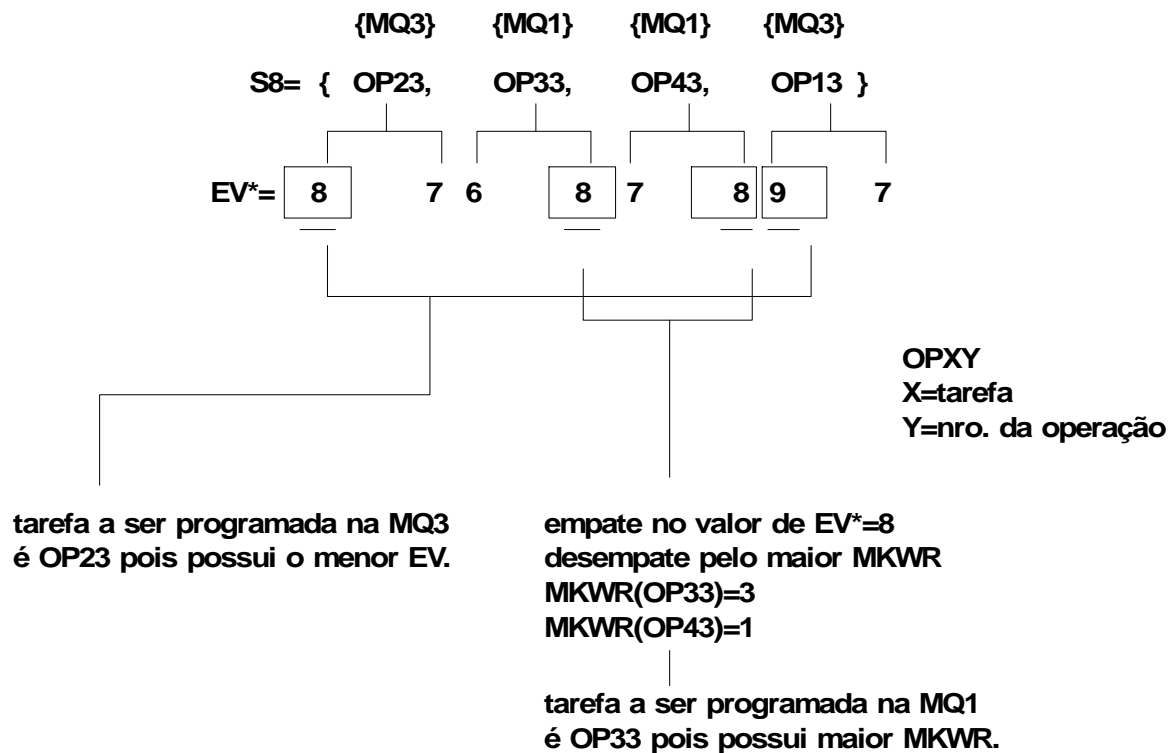 {MQ3} {MQ1} {MQ1} {MQ3}
S8= { OP23, OP33, OP43, OP13 }
EV*= 8 7 6 8 7 8 9 7
OPXY
X=tarefa
Y=nro. da operação
tarefa a ser programada na MQ3
é OP23 pois possui o menor EV.
empate no valor de EV*=8
desempate pelo maior MKWR
MKWR(OP33)=3
MKWR(OP43)=1
tarefa a ser programada na MQ1
é OP33 pois possui maior MKWR.